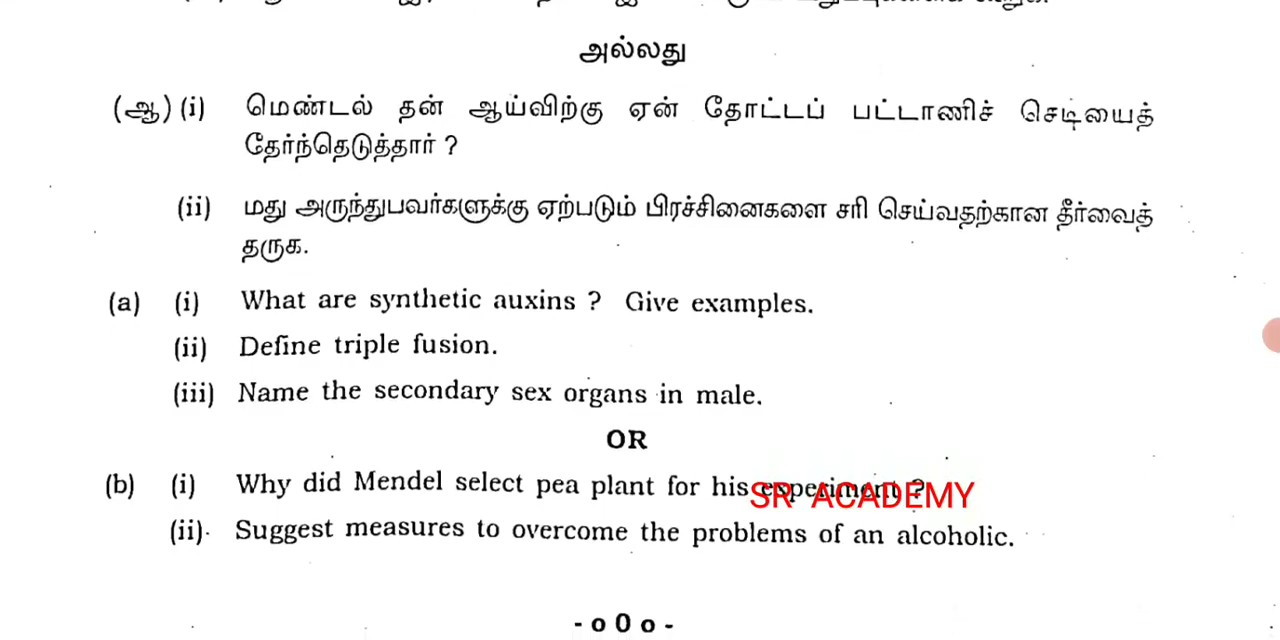 அல்லது
(ஆ) (i) மெண்டல் தன் ஆய்விற்கு ஏன் தோட்டப் பட்டாணிச் செடியைத்
தேர்ந்தெடுத்தார் ?
(ii) மது அருந்துபவர்களுக்கு ஏற்படும் பிரச்சினைகளை சரி செய்வதற்கான தீர்வைத்
தருக.
(a) (i) What are synthetic auxins ? Give examples.
(ii) Define triple fusion.
(iii) Name the secondary sex organs in male.
OR
(b) (i) Why did Mendel select pea plant for his experiment ?
SR ACADEMY
(ii) Suggest measures to overcome the problems of an alcoholic.
- o 0 o -